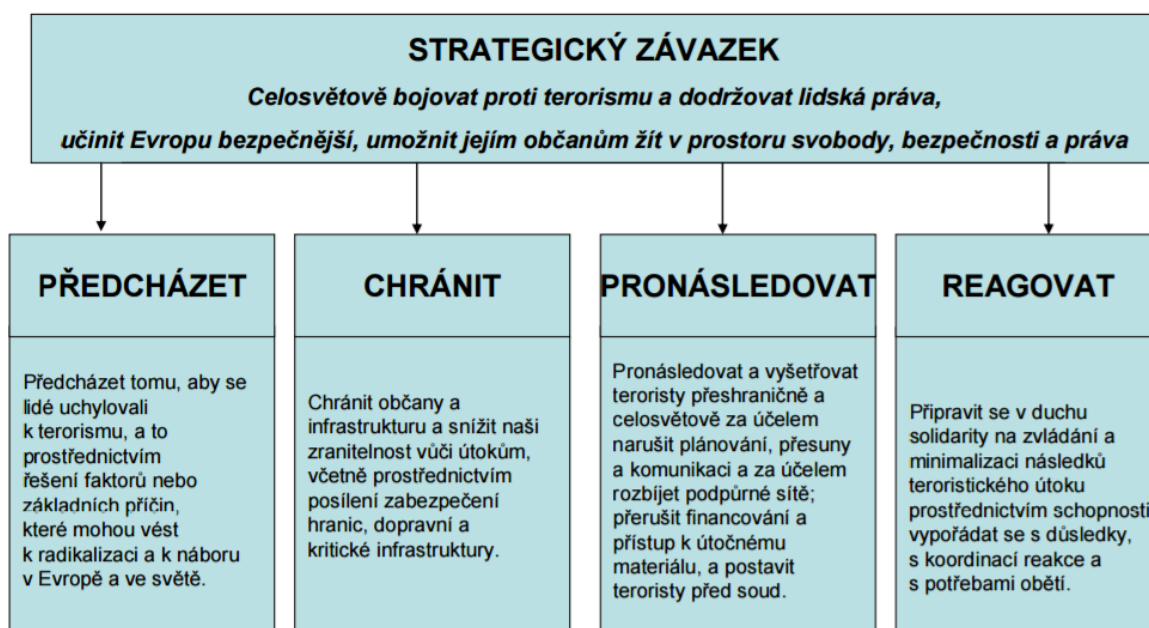 STRATEGICKÝ ZÁVAZEK
Celosvětově bojovat proti terorismu a dodržovat lidská práva,
učinit Evropu bezpečnější, umožnit jejím občanům žít v prostoru svobody, bezpečnosti a práva
PŘEDCHÁZET
Předcházet tomu, aby se
lidé uchylovali
k terorismu, a to
prostřednictvím
řešení faktorů nebo
základních příčin,
které mohou vést
k radikalizaci a k náboru
v Evropě a ve světě.
CHRÁNIT
Chránit občany a
infrastrukturu a snížit naši
zranitelnost vůči útokům,
včetně prostřednictvím
posílení zabezpečení
hranic, dopravní a
kritické infrastruktury.
PRONÁSLEDOVAT
Pronásledovat a vyšetřovat
teroristy přeshraničně a
celosvětově za účelem
narušit plánování, přesuny
a komunikaci a za účelem
rozbíjet podpůrné sítě;
přerušit financování a
přístup k útočnému
materiálu, a postavit
teroristy před soud.
REAGOVAT
Připravit se v duchu
solidarity na zvládání a
minimalizaci následků
teroristického útoku
prostřednictvím schopnosti
vypořádat se s důsledky,
s koordinací reakce a
s potřebami obětí.